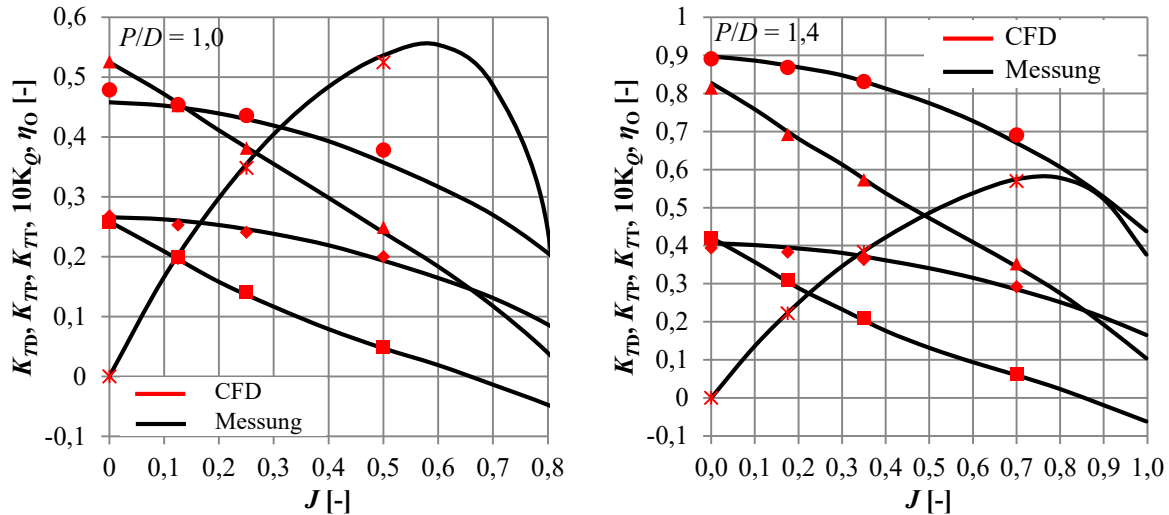 P/D = 1,0
0,6
0,5
0,4
0,3
0,2
0,1
0
-0,1
K_TD, K_TP, K_TT, 10K_Q, η_O [-]
CFD
Messung
0 0,1 0,2 0,3 0,4 0,5 0,6 0,7 0,8
J [-]
P/D = 1,4
CFD
Messung
1
0,9
0,8
0,7
0,6
0,5
0,4
0,3
0,2
0,1
0
-0,1
K_TD, K_TP, K_TT, 10K_Q, η_O [-]
0,0 0,1 0,2 0,3 0,4 0,5 0,6 0,7 0,8 0,9 1,0
J [-]